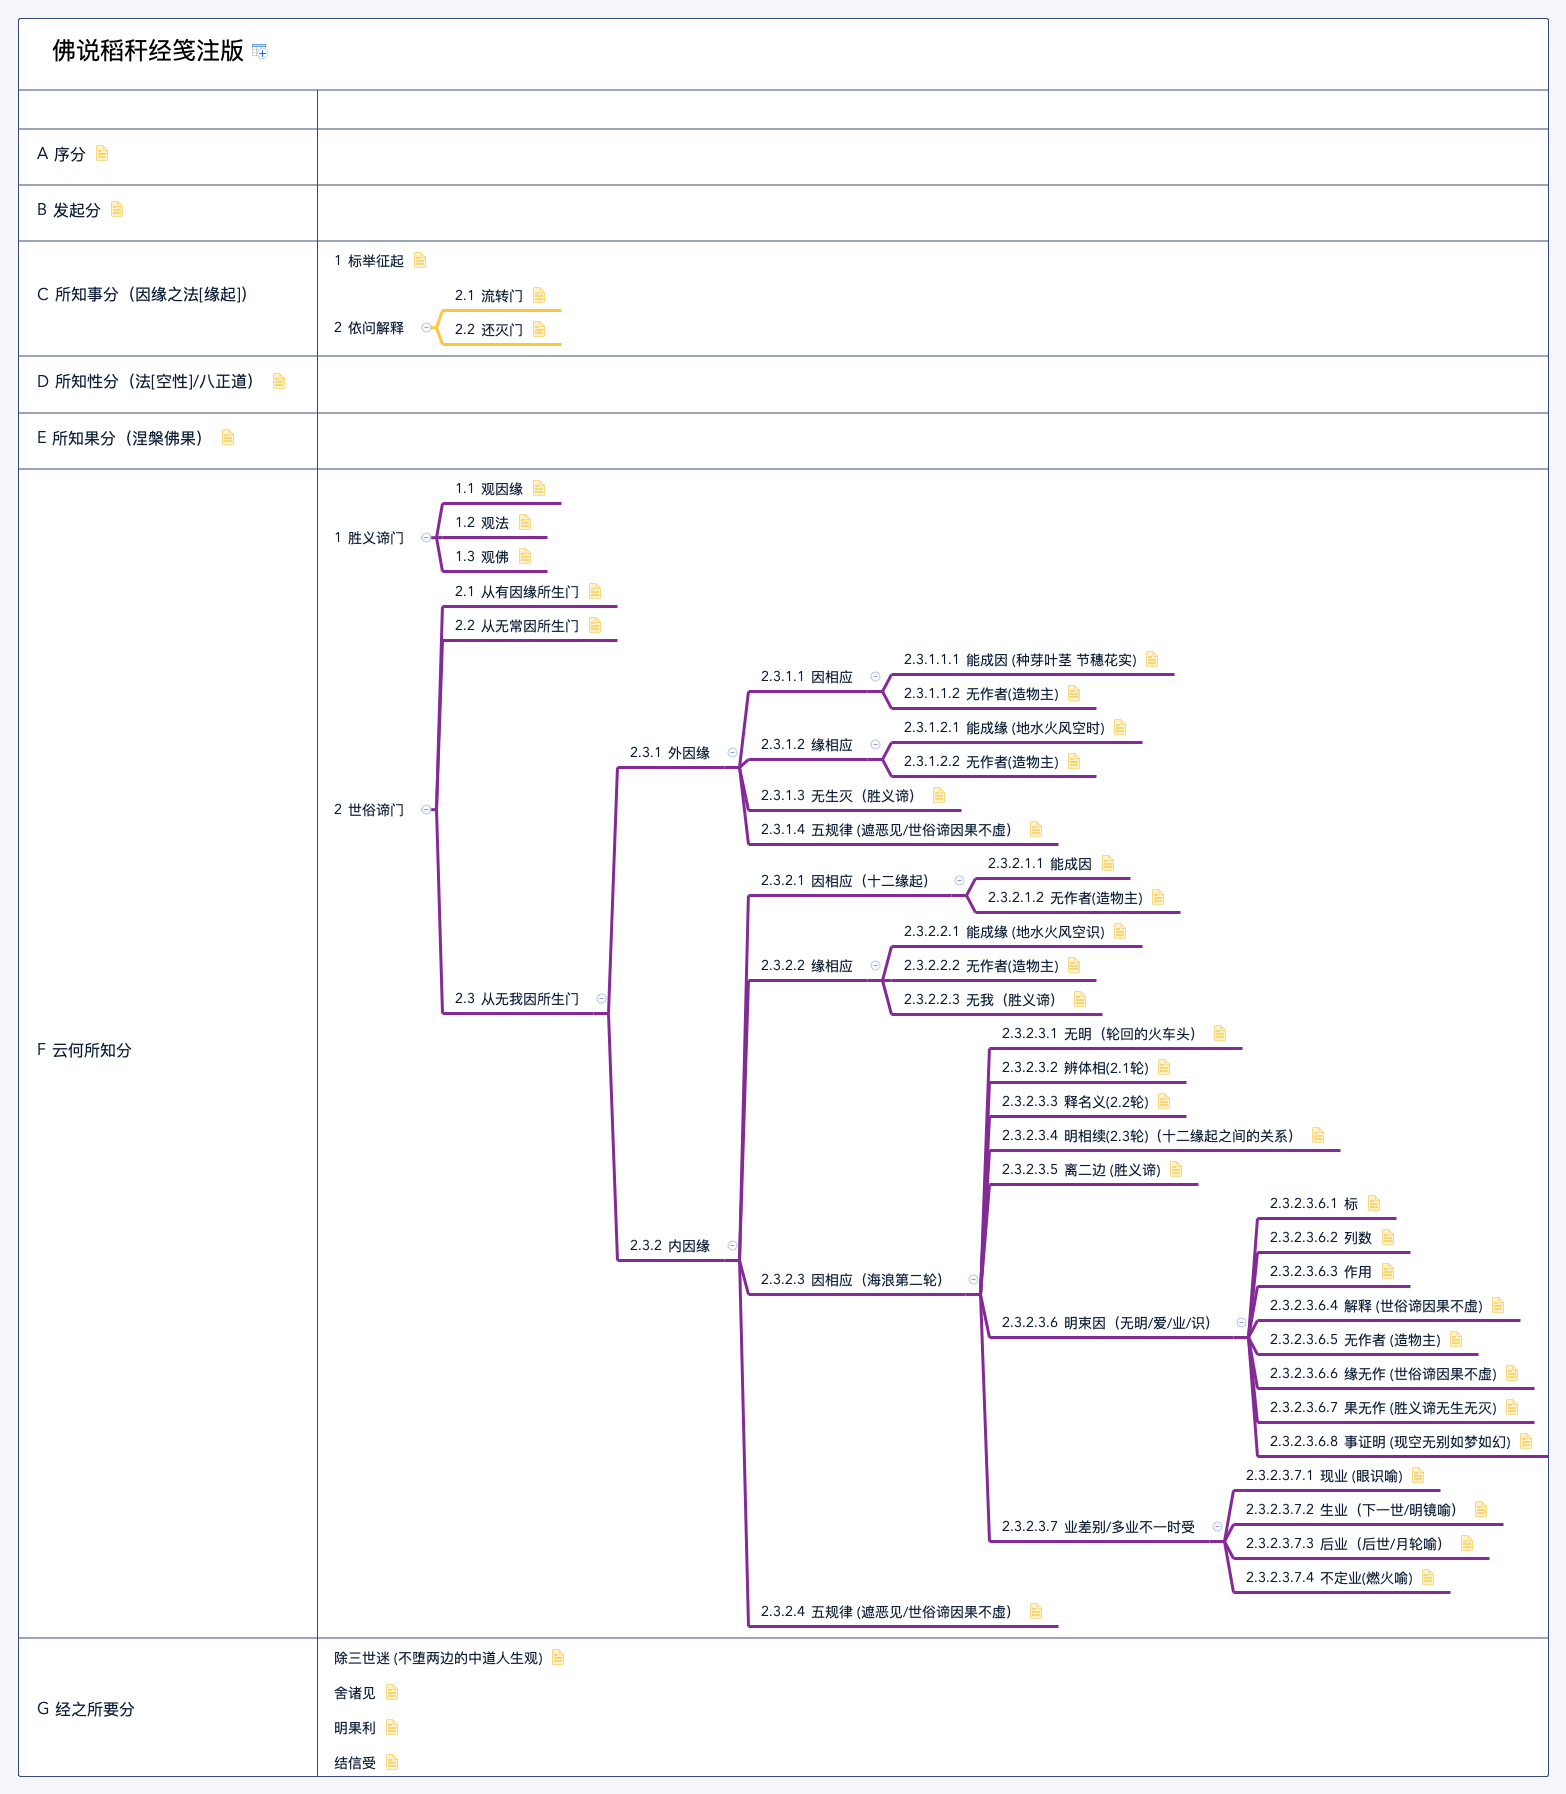 佛说稻秆经笺注版
A 序分
B 发起分
C 所知事分（因缘之法[缘起]）
1 标举征起
2 依问解释
2.1 流转门
2.2 还灭门
D 所知性分（法[空性]/八正道）
E 所知果分（涅槃佛果）
F 云何所知分
1 胜义谛门
1.1 观因缘
1.2 观法
1.3 观佛
2 世俗谛门
2.1 从有因缘所生门
2.2 从无常因所生门
2.3 从无我因所生门
2.3.1 外因缘
2.3.1.1 因相应
2.3.1.1.1 能成因 (种芽叶茎 节穗花实)
2.3.1.1.2 无作者(造物主)
2.3.1.2 缘相应
2.3.1.2.1 能成缘 (地水火风空时)
2.3.1.2.2 无作者(造物主)
2.3.1.3 无生灭（胜义谛）
2.3.1.4 五规律 (遮恶见/世俗谛因果不虚)
2.3.2 内因缘
2.3.2.1 因相应（十二缘起）
2.3.2.1.1 能成因
2.3.2.1.2 无作者(造物主)
2.3.2.2 缘相应
2.3.2.2.1 能成缘 (地水火风空识)
2.3.2.2.2 无作者(造物主)
2.3.2.2.3 无我（胜义谛）
2.3.2.3 因相应（海浪第二轮）
2.3.2.3.1 无明（轮回的火车头）
2.3.2.3.2 辨体相(2.1轮)
2.3.2.3.3 释名义(2.2轮)
2.3.2.3.4 明相续(2.3轮)（十二缘起之间的关系）
2.3.2.3.5 离二边 (胜义谛)
2.3.2.3.6 明束因（无明/爱/业/识）
2.3.2.3.6.1 标
2.3.2.3.6.2 列数
2.3.2.3.6.3 作用
2.3.2.3.6.4 解释 (世俗谛因果不虚)
2.3.2.3.6.5 无作者 (造物主)
2.3.2.3.6.6 缘无作 (世俗谛因果不虚)
2.3.2.3.6.7 果无作 (胜义谛无生无灭)
2.3.2.3.6.8 事证明 (现空无别如梦如幻)
2.3.2.3.7 业差别/多业不一时受
2.3.2.3.7.1 现业 (眼识喻)
2.3.2.3.7.2 生业（下一世/明镜喻）
2.3.2.3.7.3 后业（后世/月轮喻）
2.3.2.3.7.4 不定业(燃火喻)
2.3.2.4 五规律 (遮恶见/世俗谛因果不虚)
G 经之所要分
除三世迷 (不堕两边的中道人生观)
舍诸见
明果利
结信受